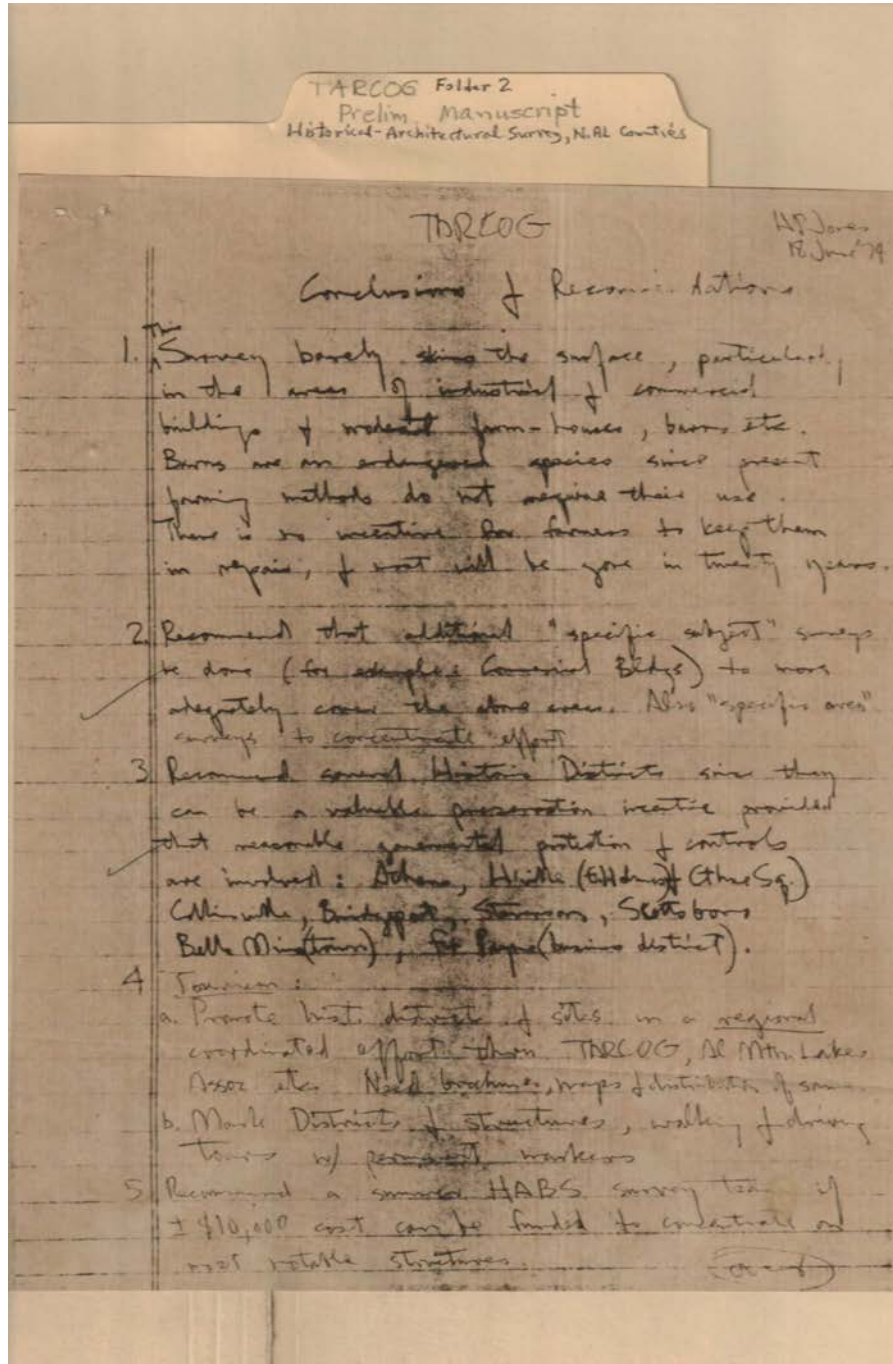 TARCOG Folder 2
Prelim Manuscript
Historical-Architectural Survey, N. AL Counties
TARCOG
HP Jones
18 June '74
Conclusions & Recommendations
1. This Survey barely skims the surface, particularly
in the areas of industrial & commercial
buildings & modest farm-houses, barns etc.
Barns are an endangered species since present
farming methods do not require their use.
There is no incentive for farmers to keep them
in repair, & most will be gone in twenty years.
2. Recommend that additional "specific subject" surveys
be done (for example: Commercial Bldgs) to more
adequately cover the above areas. Also "specific area"
surveys to concentrate effort
3. Recommend several Historic Districts since they
can be a valuable preservation incentive provided
that reasonable governmental protection & controls
are involved: Athens, Hville
Collinsville, Bridgeport, Stevenson, Scottsboro
Belle Mina (town), Ft Payne (business district).
4 Tourism:
a. Promote hist. districts & sites in a regional
coordinated effort thru TARCOG, Al Mtn. Lakes
Assoc etc. Need brochures, maps & distribution of same
b. Mark Districts & structures, walking & driving
tours w/ permanent markers
5 Recommend a summer HABS survey team if
± $10,000 cost can be funded to concentrate on
most notable structures.
(over)